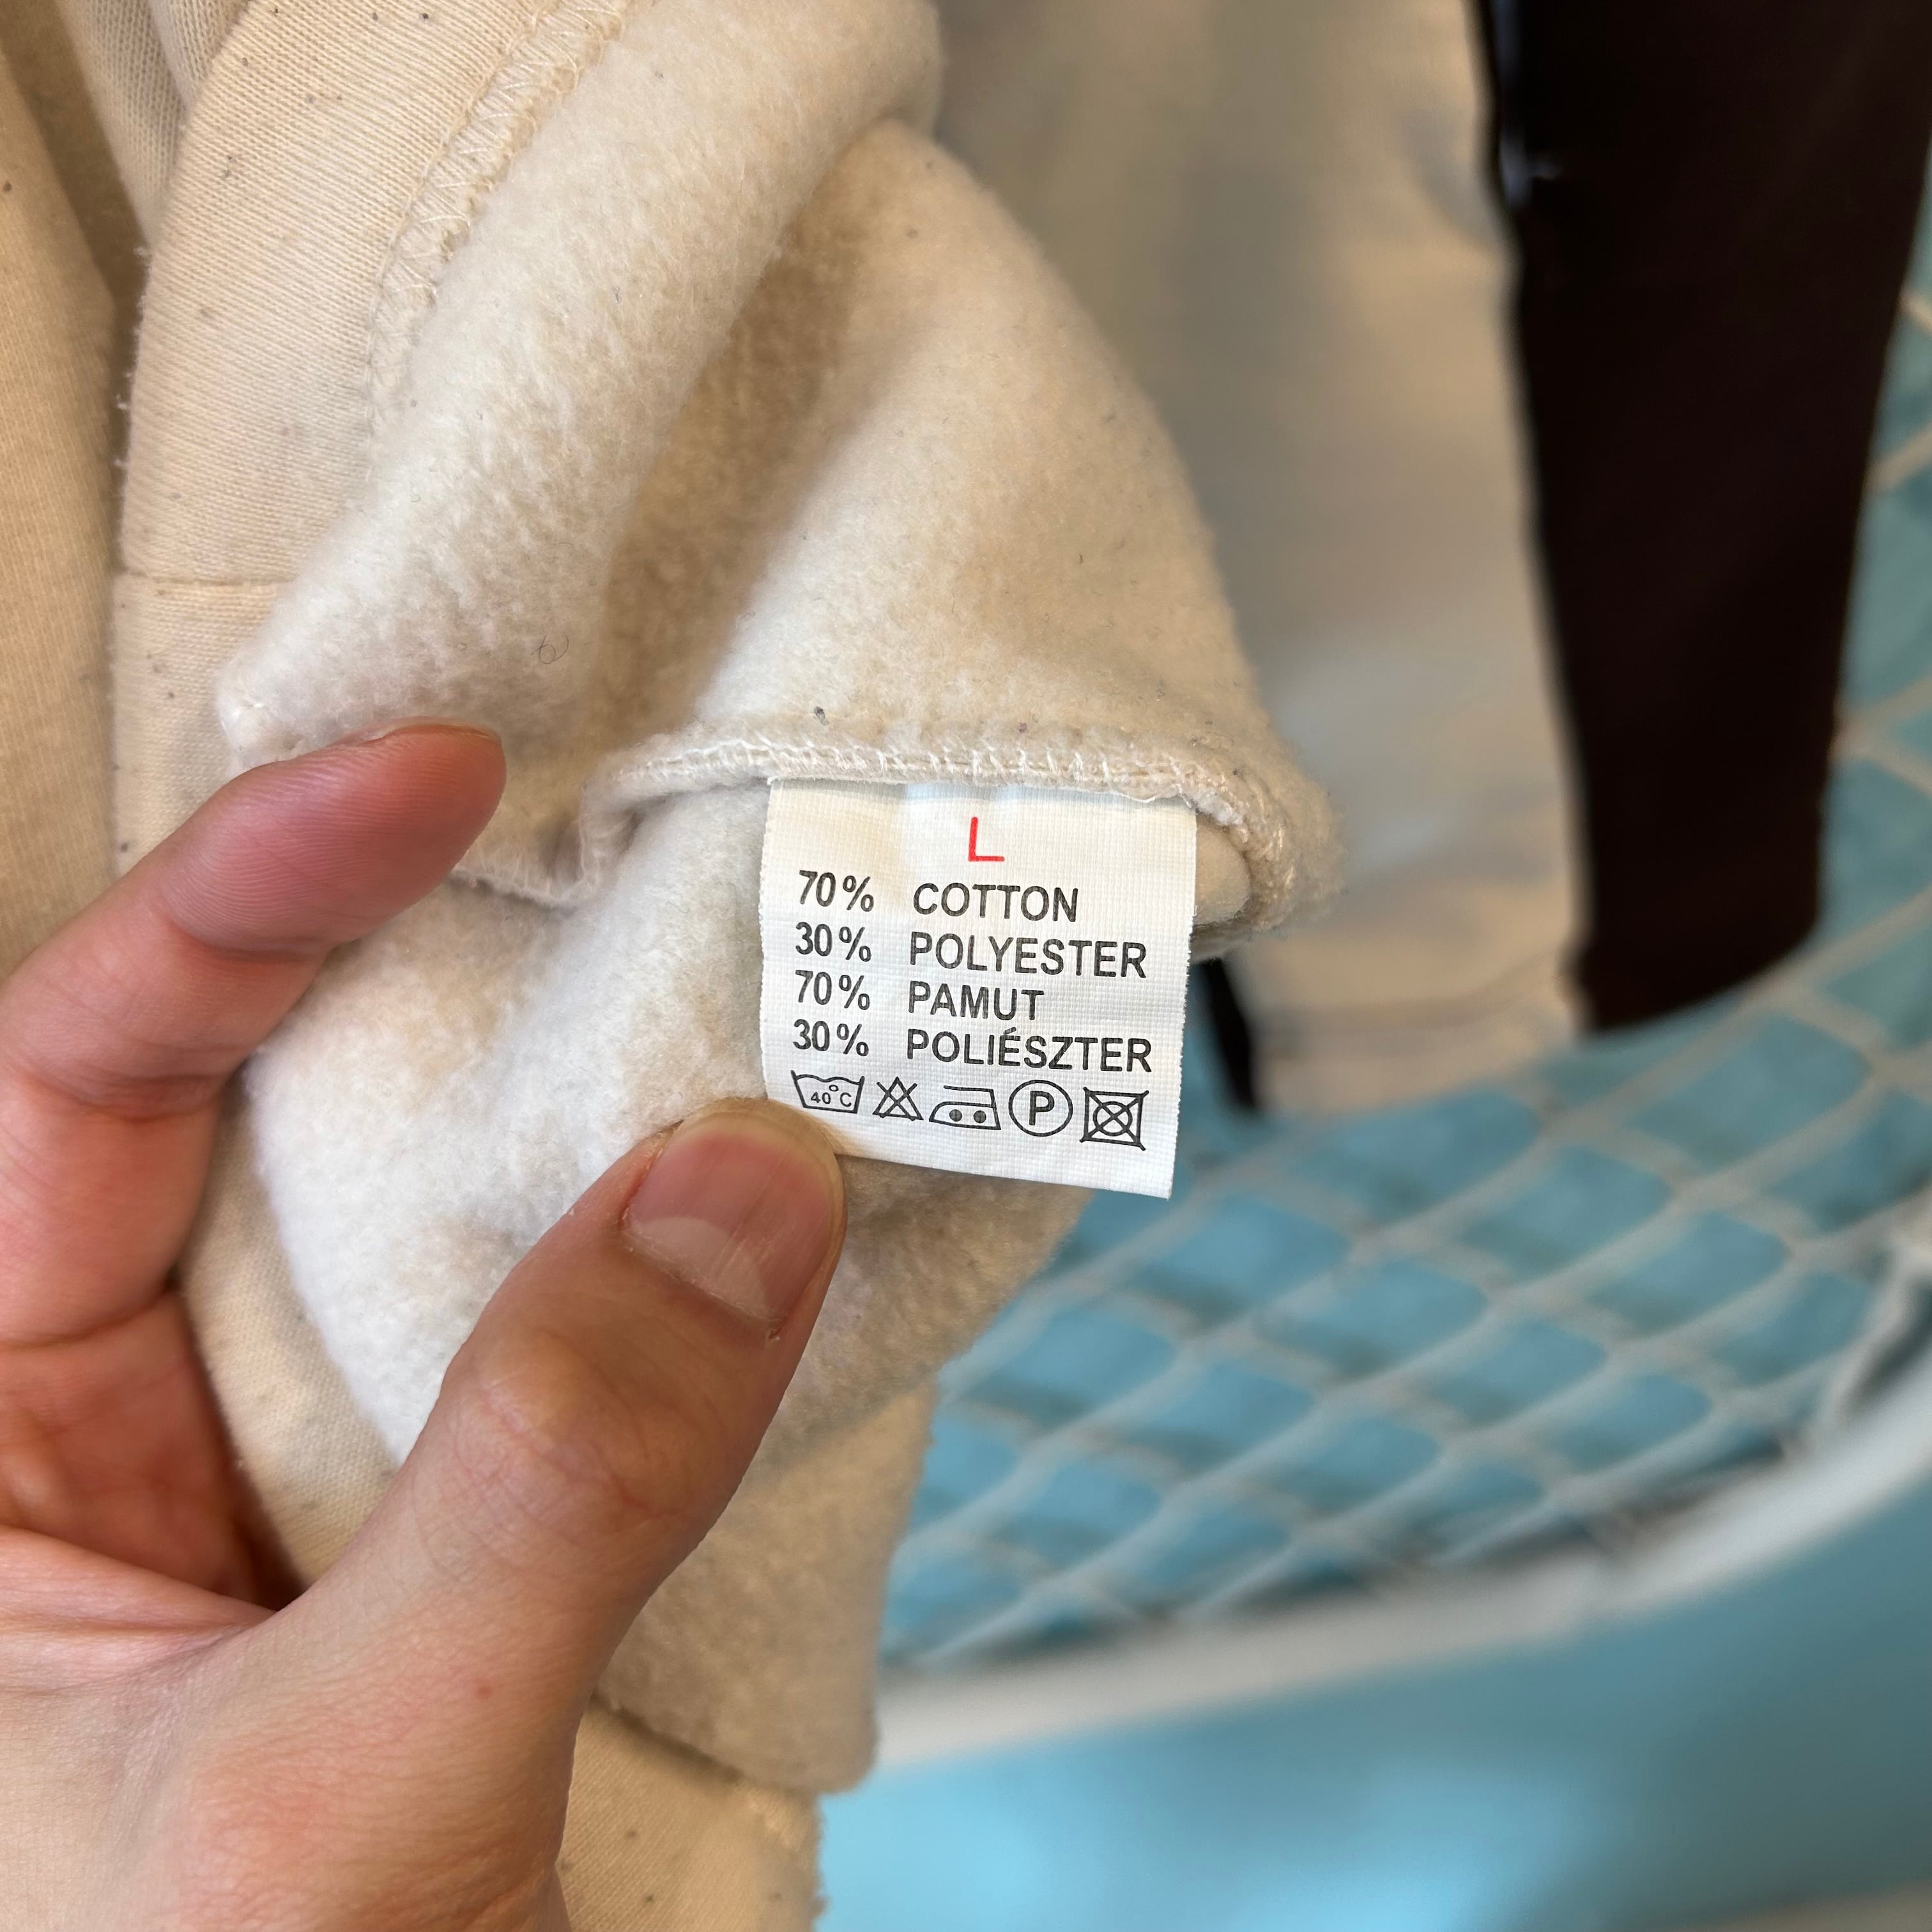 L
70% COTTON
30% POLYESTER
70% PAMUT
30% POLIÉSZTER
40°C P